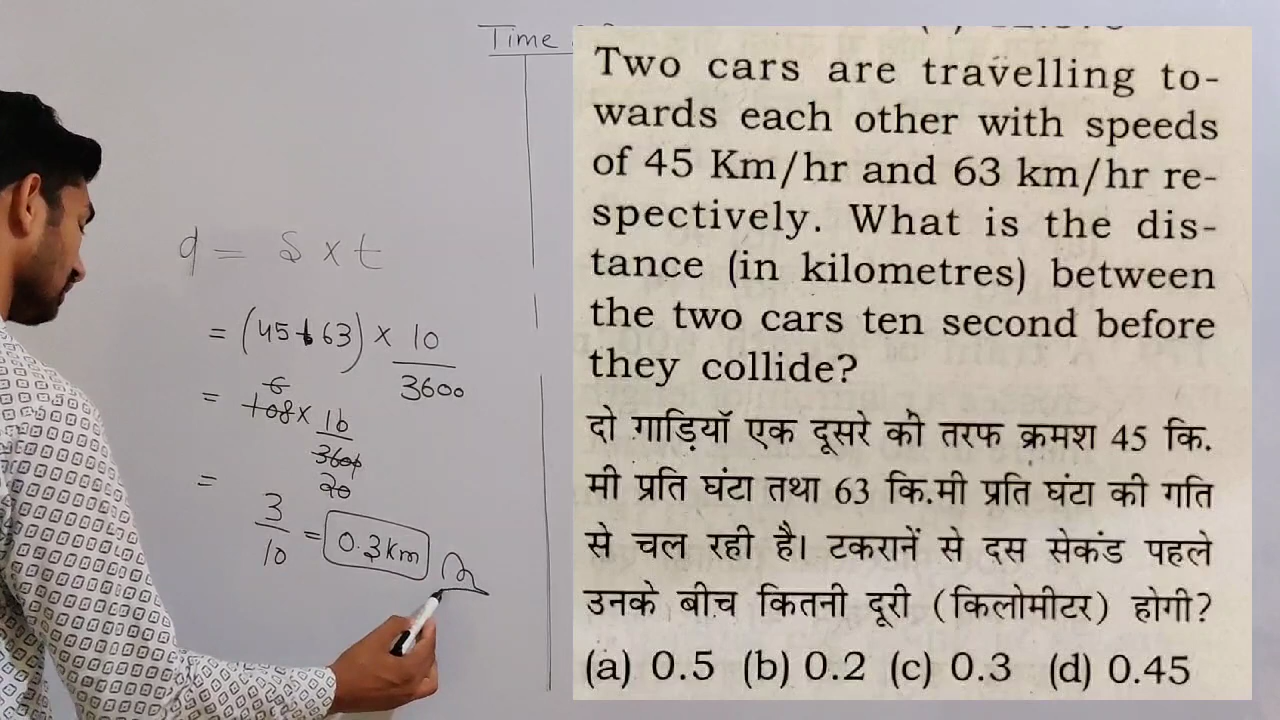 Time
d = S x t
= (45+63) × 10
3600
= 6
108 × 10
3600
20
= 3
10 = 0.3km
Two cars are travelling to-
wards each other with speeds
of 45 Km/hr and 63 km/hr re-
spectively. What is the dis-
tance (in kilometres) between
the two cars ten second before
they collide?
दो गाड़ियॉ एक दूसरे की तरफ क्रमश 45 कि.
मी प्रति घंटा तथा 63 कि.मी प्रति घंटा की गति
से चल रही है। टकरानें से दस सेकंड पहले
उनके बीच कितनी दूरी (किलोमीटर) होगी?
(a) 0.5 (b) 0.2 (c) 0.3 (d) 0.45